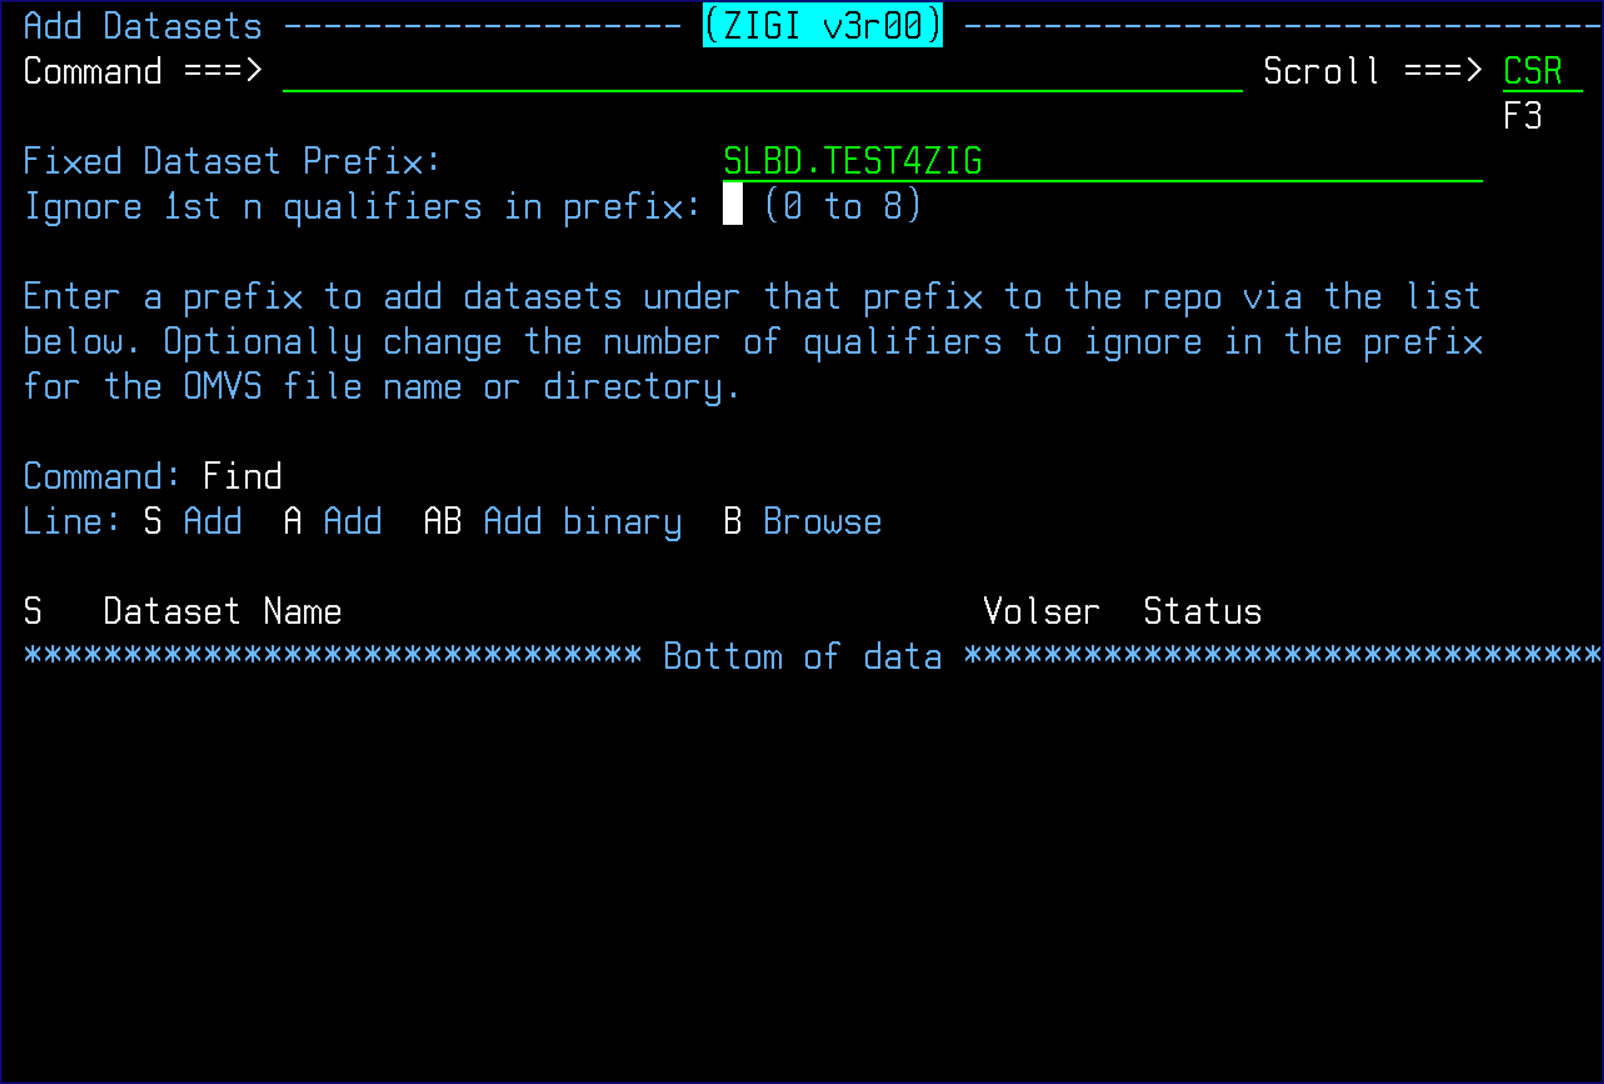 Add Datasets -------------------- (ZIGI v3r00) --------------------------------
Command ===> Scroll ===> CSR
F3
Fixed Dataset Prefix: SLBD.TEST4ZIG
Ignore 1st n qualifiers in prefix: (0 to 8)
Enter a prefix to add datasets under that prefix to the repo via the list
below. Optionally change the number of qualifiers to ignore in the prefix
for the OMVS file name or directory.
Command: Find
Line: S Add A Add AB Add binary B Browse
S Dataset Name Volser Status
******************************* Bottom of data ********************************